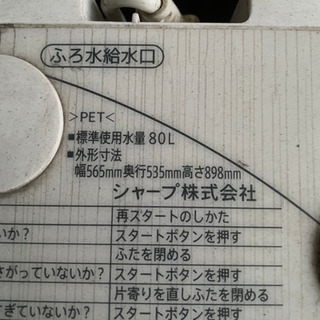 ふろ水給水口
>PET<
■標準使用水量80L
■外形寸法
幅565mm奥行535mm高さ898mm
シャープ株式会社
再スタートのしかた
いか？ スタートボタンを押す
ふたを閉める
さがっていないか？ スタートボタンを押す
片寄りを直しふたを閉める
ぎていないか？ スタートボタンを押す